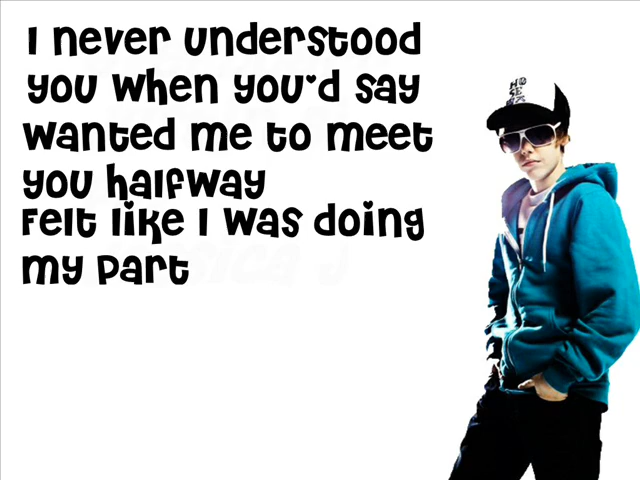 I never understood
you when you'd say
wanted me to meet
you halfway
Felt like I was doing
my part